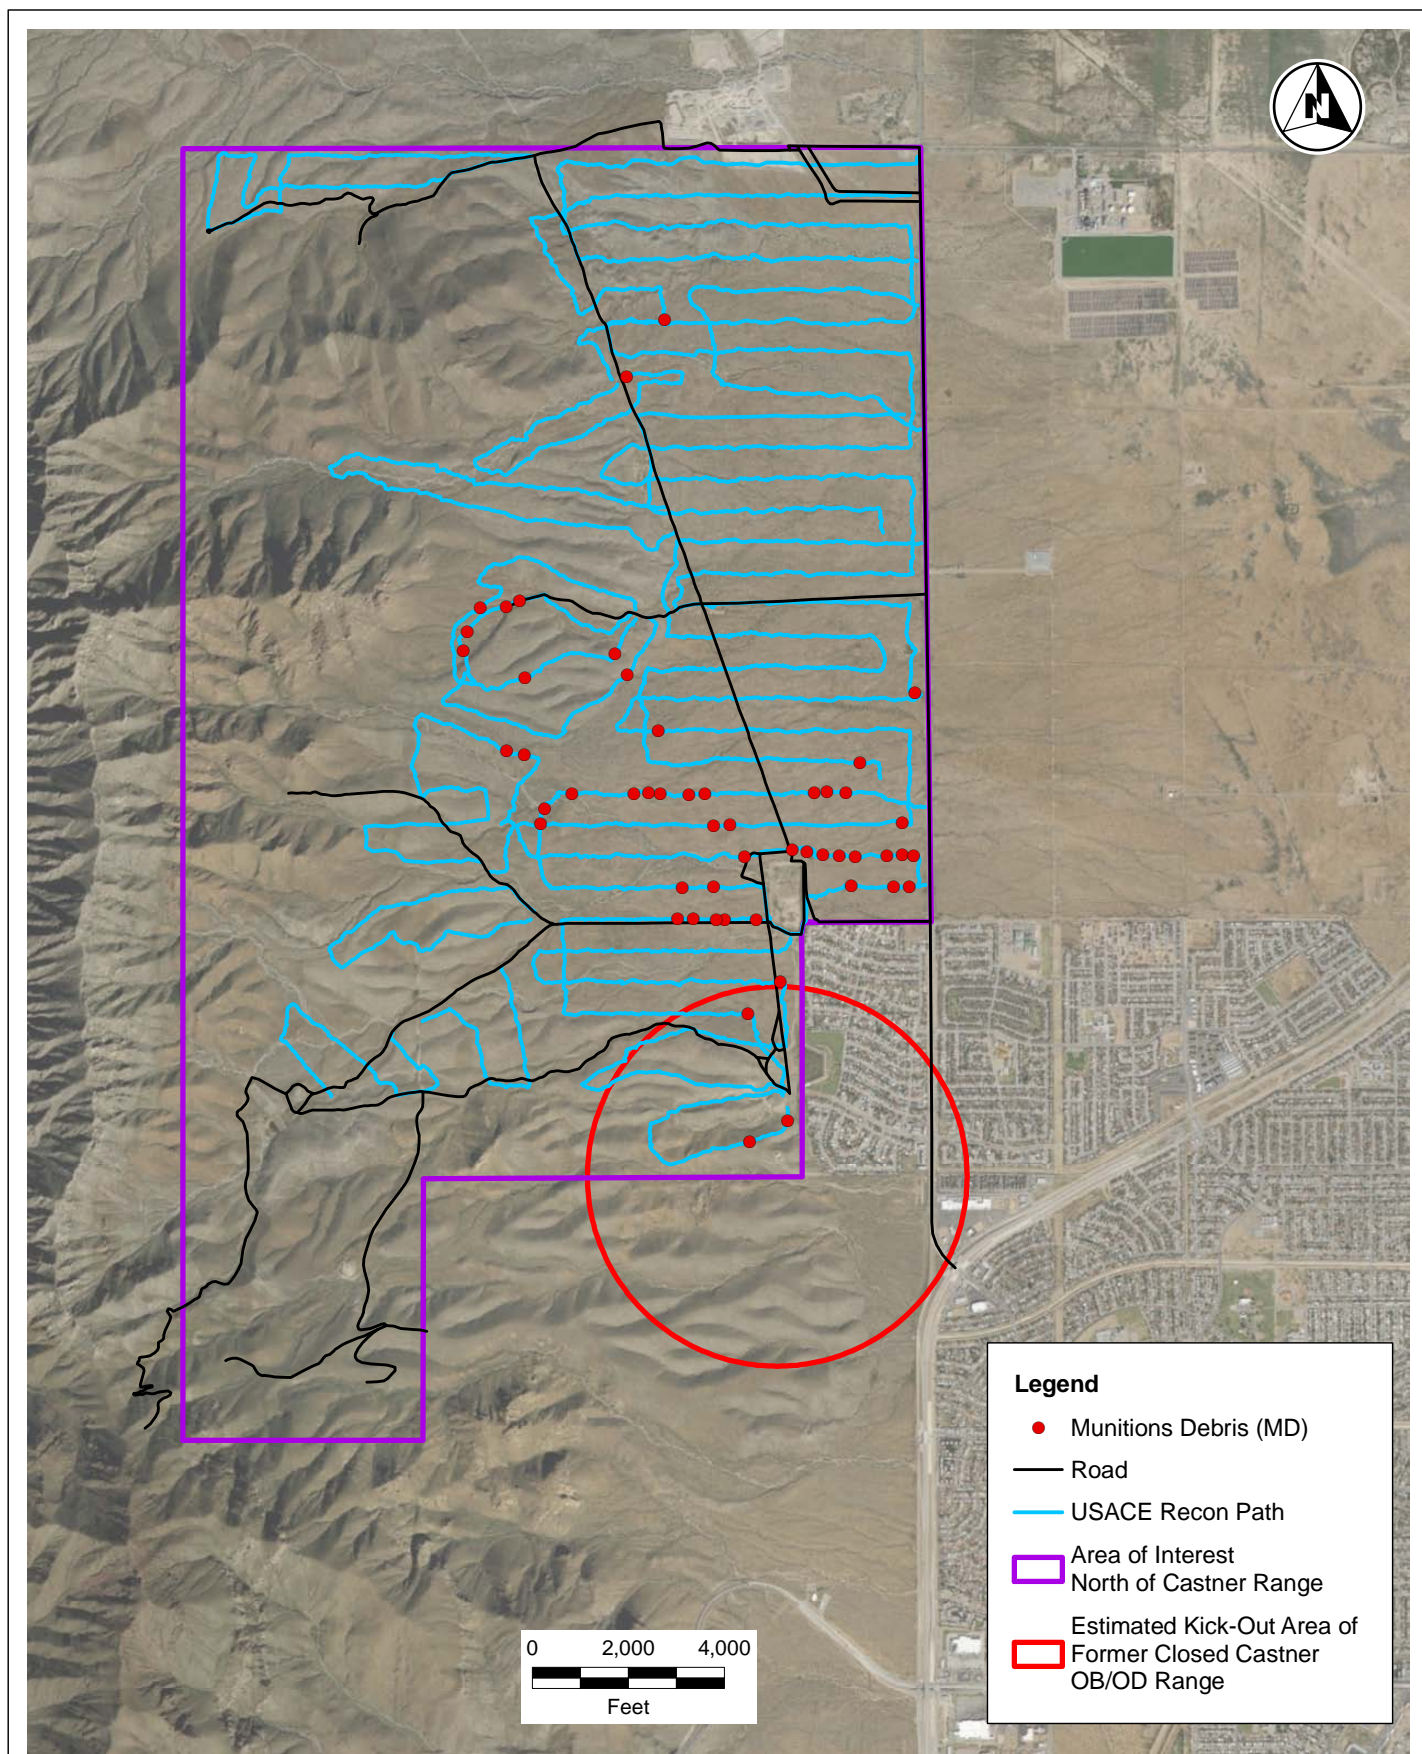 N
Legend
Munitions Debris (MD)
Road
USACE Recon Path
Area of Interest
North of Castner Range
Estimated Kick-Out Area of
Former Closed Castner
OB/OD Range
0 2,000 4,000
Feet